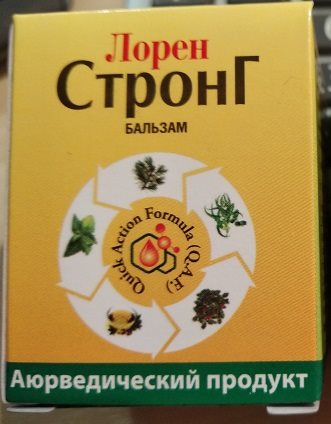 Лорен
СтронГ
БАЛЬЗАМ
Quick Action Formula (Q.A.F.)
Аюрведический продукт